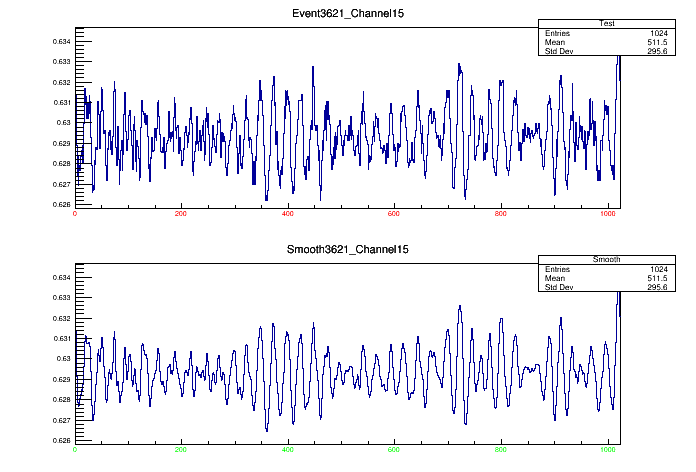 Event3621_Channel15
Test
Entries 1024
Mean 511.5
Std Dev 295.6
0.634
0.633
0.632
0.631
0.63
0.629
0.628
0.627
0.626
0 200 400 600 800 1000
Smooth3621_Channel15
Smooth
Entries 1024
Mean 511.5
Std Dev 295.6
0.634
0.633
0.632
0.631
0.63
0.629
0.628
0.627
0.626
0 200 400 600 800 1000